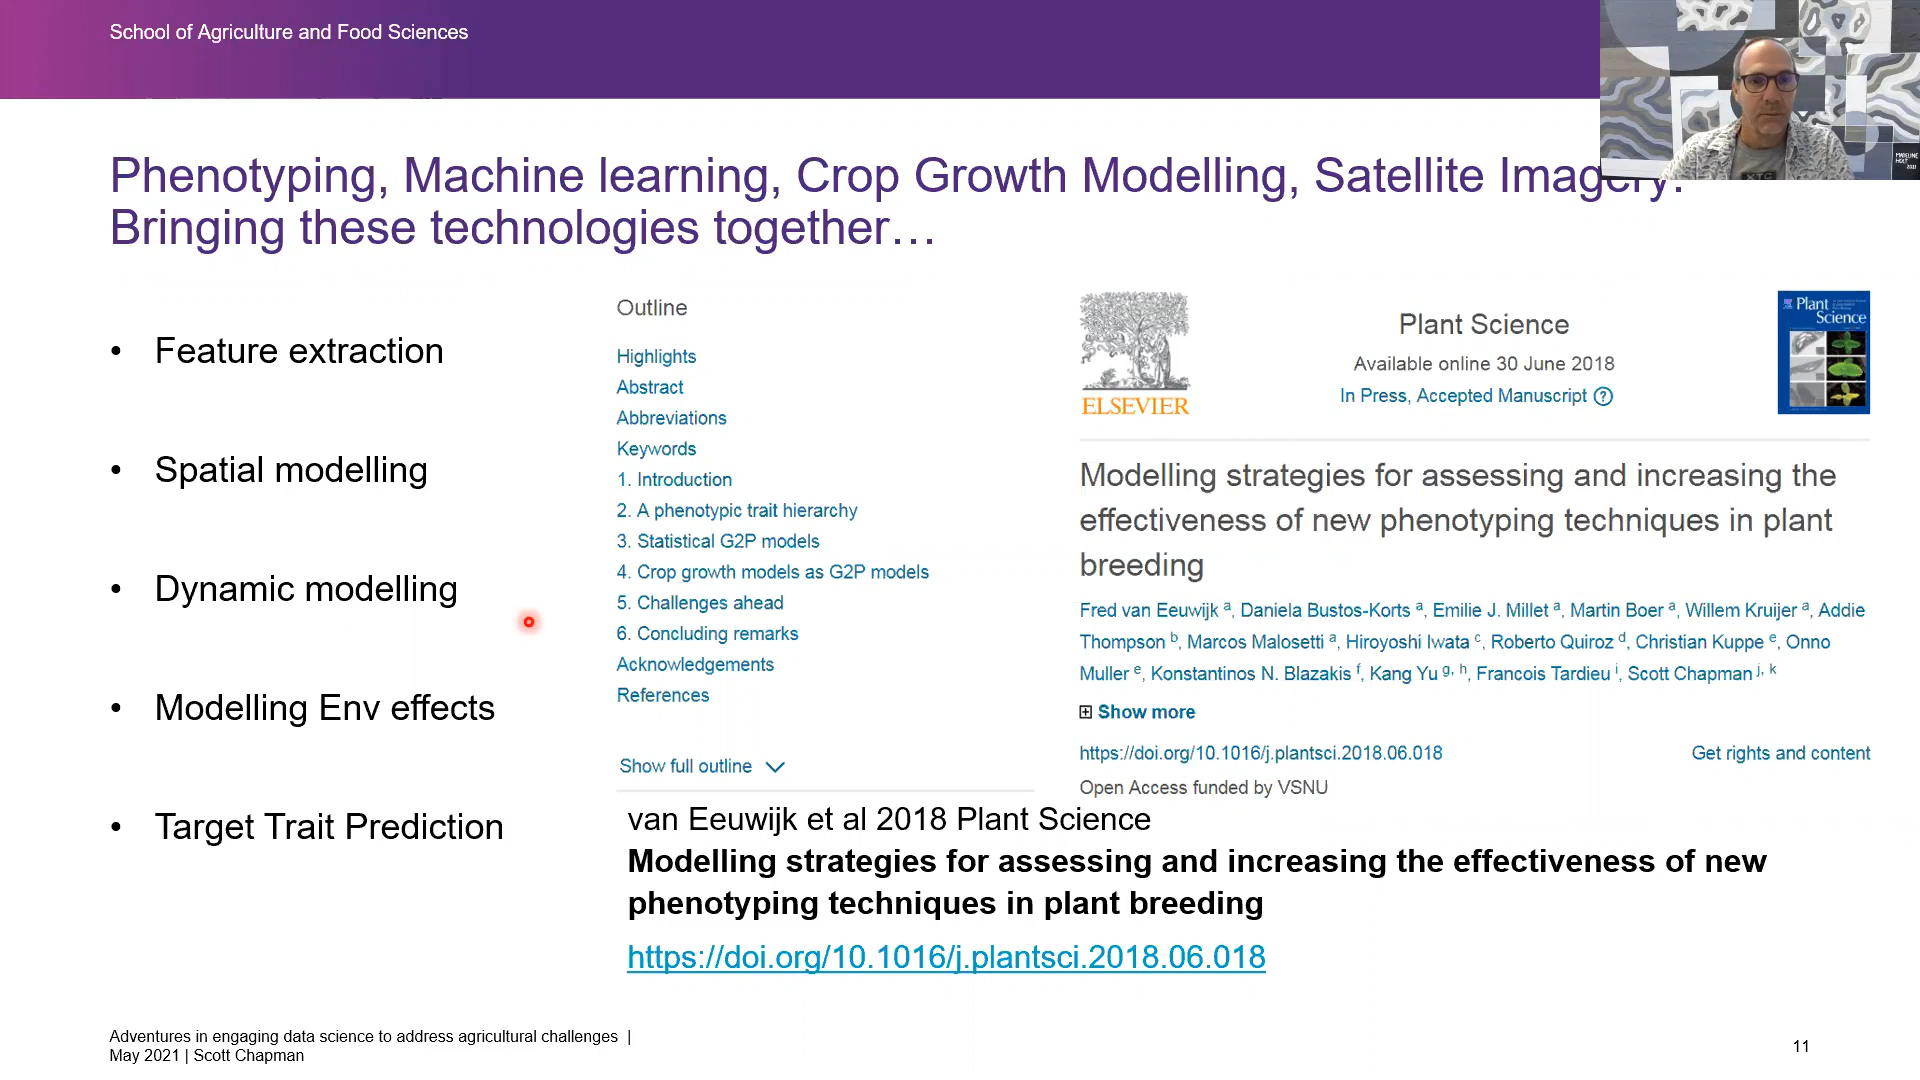 School of Agriculture and Food Sciences
Phenotyping, Machine learning, Crop Growth Modelling, Satellite Imagery:
Bringing these technologies together…
• Feature extraction
• Spatial modelling
• Dynamic modelling
• Modelling Env effects
• Target Trait Prediction
Outline
Highlights
Abstract
Abbreviations
Keywords
1. Introduction
2. A phenotypic trait hierarchy
3. Statistical G2P models
4. Crop growth models as G2P models
5. Challenges ahead
6. Concluding remarks
Acknowledgements
References
Show full outline
ELSEVIER
Plant Science
Available online 30 June 2018
In Press, Accepted Manuscript ?
Plant
Science
Modelling strategies for assessing and increasing the
effectiveness of new phenotyping techniques in plant
breeding
Fred van Eeuwijk a, Daniela Bustos-Korts a, Emilie J. Millet a, Martin Boer a, Willem Kruijer a, Addie
Thompson b, Marcos Malosetti a, Hiroyoshi Iwata c, Roberto Quiroz d, Christian Kuppe e, Onno
Muller e, Konstantinos N. Blazakis f, Kang Yu g, h, Francois Tardieu i, Scott Chapman j, k
Show more
https://doi.org/10.1016/j.plantsci.2018.06.018
Get rights and content
Open Access funded by VSNU
van Eeuwijk et al 2018 Plant Science
Modelling strategies for assessing and increasing the effectiveness of new
phenotyping techniques in plant breeding
https://doi.org/10.1016/j.plantsci.2018.06.018
Adventures in engaging data science to address agricultural challenges |
May 2021 | Scott Chapman
11
XTC